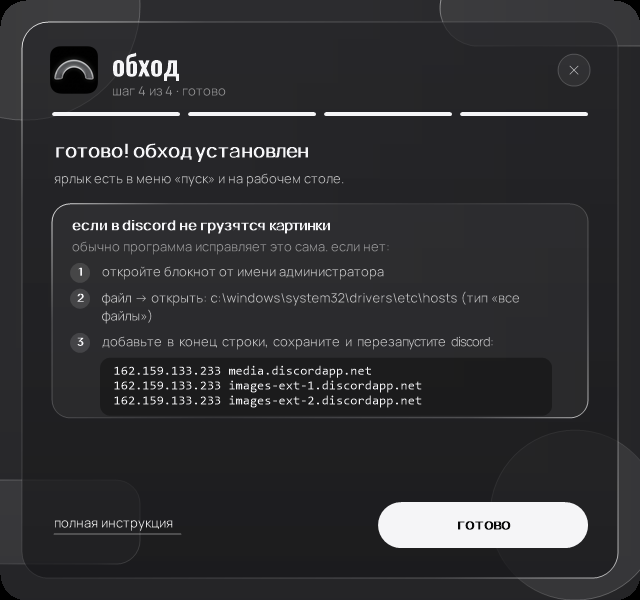 обход
шаг 4 из 4 · готово
готово! обход установлен
ярлык есть в меню «пуск» и на рабочем столе.
если в discord не грузятся картинки
обычно программа исправляет это сама. если нет:
1 откройте блокнот от имени администратора
2 файл → открыть: c:\windows\system32\drivers\etc\hosts (тип «все
файлы»)
3 добавьте в конец строки, сохраните и перезапустите discord:
162.159.133.233 media.discordapp.net
162.159.133.233 images-ext-1.discordapp.net
162.159.133.233 images-ext-2.discordapp.net
полная инструкция
готово